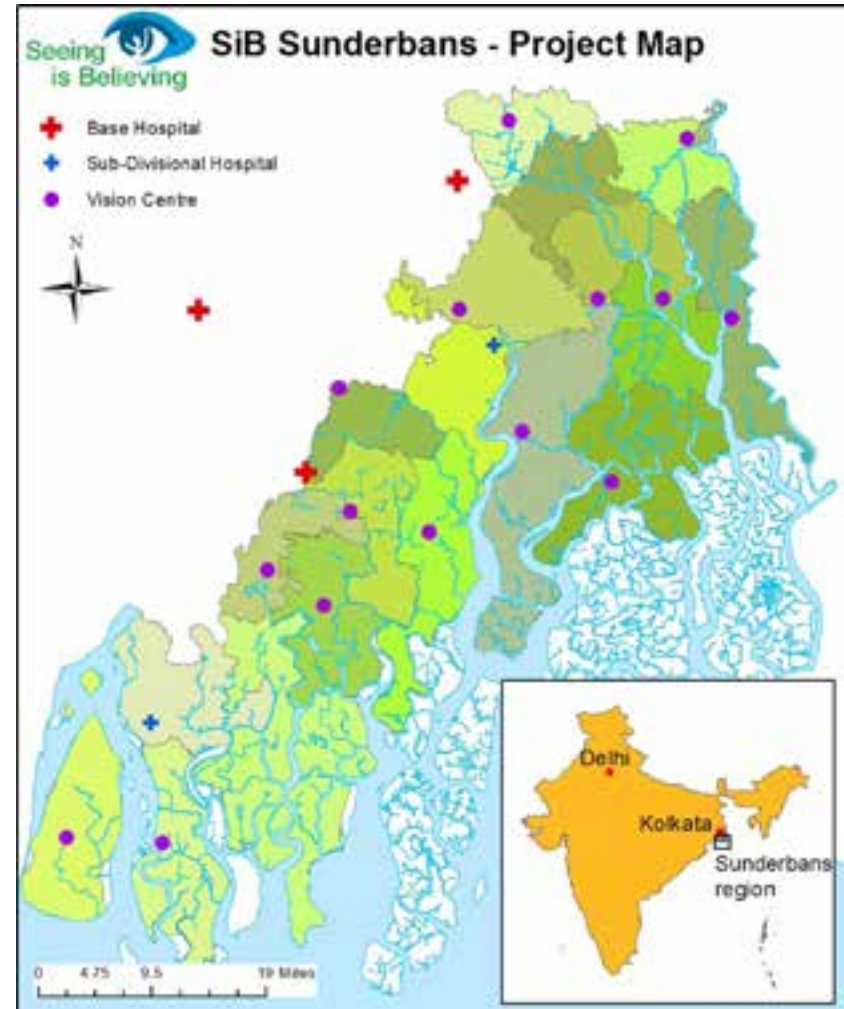 Seeing
is Believing
SiB Sunderbans - Project Map
Base Hospital
Sub-Divisional Hospital
Vision Centre
N
Delhi
Kolkata
Sunderbans
region
0 4.75 9.5 19 Miles